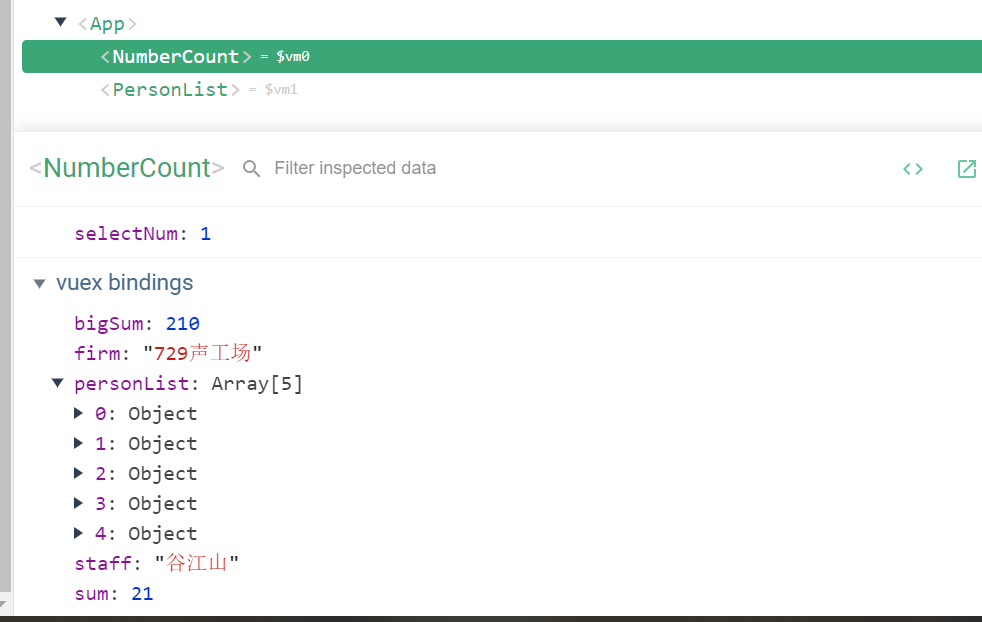 <App>
<NumberCount> = $vm0
<PersonList> = $vm1
<NumberCount> Filter inspected data
selectNum: 1
vuex bindings
bigSum: 210
firm: "729声工场"
personList: Array[5]
0: Object
1: Object
2: Object
3: Object
4: Object
staff: "谷江山"
sum: 21